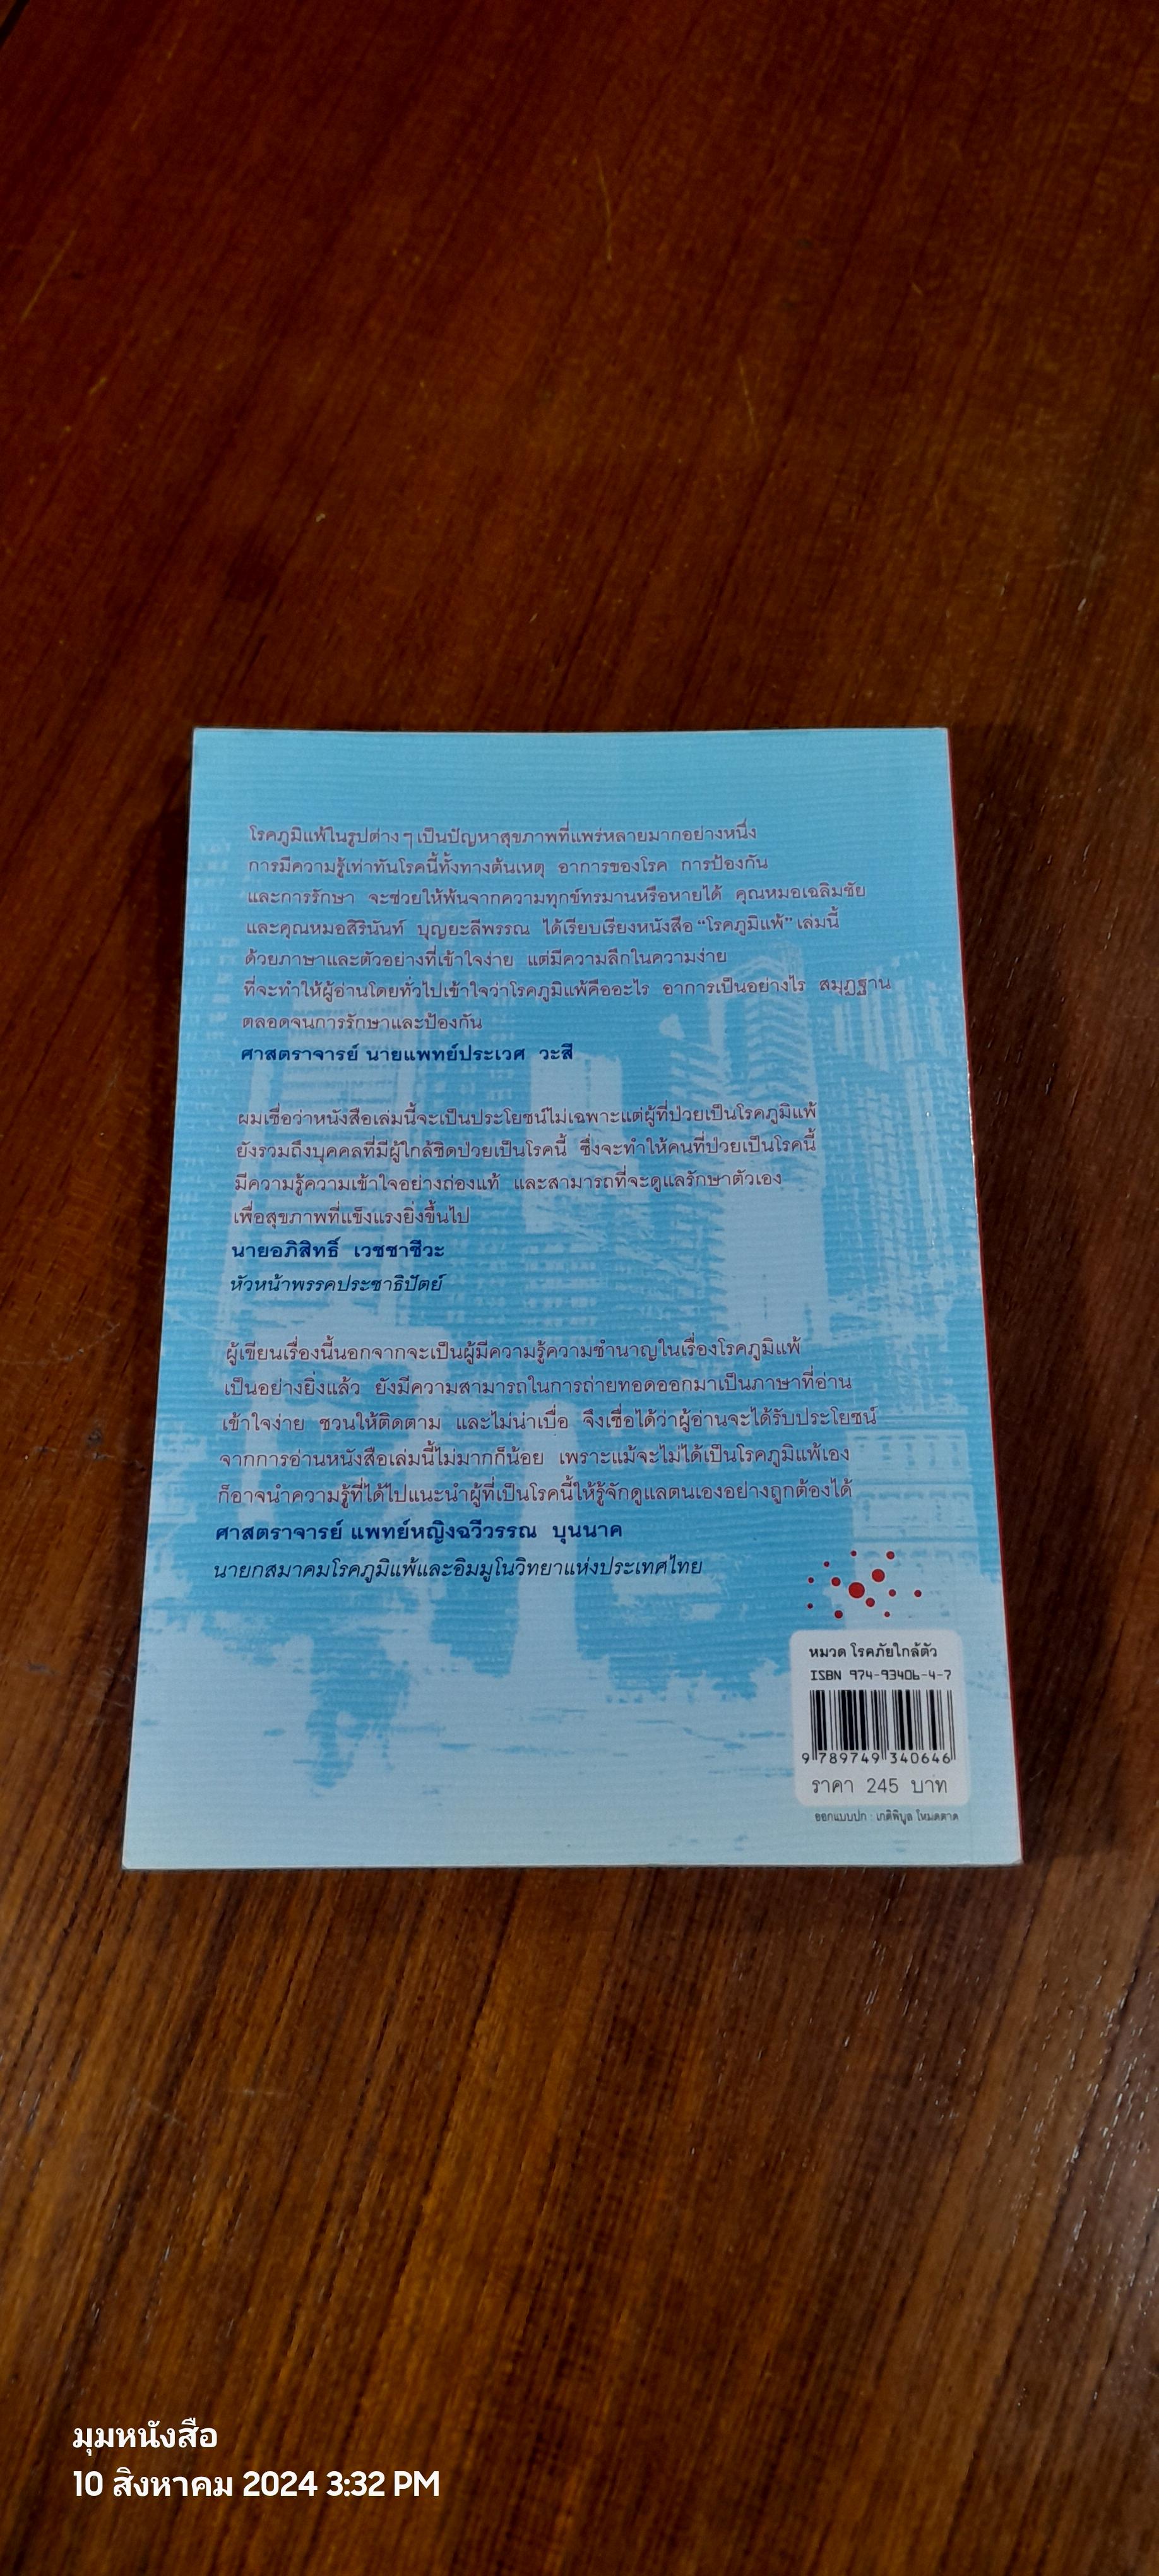 โรคภูมิแพ้ในรูปต่างๆ เป็นปัญหาสุขภาพที่แพร่หลายมากอย่างหนึ่ง
การมีความรู้เท่าทันโรคนี้ทั้งทางต้นเหตุ อาการของโรค การป้องกัน
และการรักษา จะช่วยให้พ้นจากความทุกข์ทรมานหรือหายได้ คุณหมอเฉลิมชัย
และคุณหมอสิรินันท์ บุญยะลีพรรณ ได้เรียบเรียงหนังสือ “โรคภูมิแพ้” เล่มนี้
ด้วยภาษาและตัวอย่างที่เข้าใจง่าย แต่มีความลึกในความง่าย
ที่จะทำให้ผู้อ่านโดยทั่วไปเข้าใจว่าโรคภูมิแพ้คืออะไร อาการเป็นอย่างไร สมุฏฐาน
ตลอดจนการรักษาและป้องกัน
ศาสตราจารย์ นายแพทย์ประเวศ วะสี
ผมเชื่อว่าหนังสือเล่มนี้จะเป็นประโยชน์ไม่เฉพาะแต่ผู้ที่ป่วยเป็นโรคภูมิแพ้
ยังรวมถึงบุคคลที่มีผู้ใกล้ชิดป่วยเป็นโรคนี้ ซึ่งจะทำให้คนที่ป่วยเป็นโรคนี้
มีความรู้ความเข้าใจอย่างถ่องแท้ และสามารถที่จะดูแลรักษาตัวเอง
เพื่อสุขภาพที่แข็งแรงยิ่งขึ้นไป
นายอภิสิทธิ์ เวชชาชีวะ
หัวหน้าพรรคประชาธิปัตย์
ผู้เขียนเรื่องนี้นอกจากจะเป็นผู้มีความรู้ความชำนาญในเรื่องโรคภูมิแพ้
เป็นอย่างยิ่งแล้ว ยังมีความสามารถในการถ่ายทอดออกมาเป็นภาษาที่อ่าน
เข้าใจง่าย ชวนให้ติดตาม และไม่น่าเบื่อ จึงเชื่อได้ว่าผู้อ่านจะได้รับประโยชน์
จากการอ่านหนังสือเล่มนี้ไม่มากก็น้อย เพราะแม้จะไม่ได้เป็นโรคภูมิแพ้เอง
ก็อาจนำความรู้ที่ได้ไปแนะนำผู้ที่เป็นโรคนี้ให้รู้จักดูแลตนเองอย่างถูกต้องได้
ศาสตราจารย์ แพทย์หญิงฉวีวรรณ บุนนาค
นายกสมาคมโรคภูมิแพ้และอิมมูโนวิทยาแห่งประเทศไทย
หมวด โรคภัยใกล้ตัว
ISBN 974-93406-4-7
9 789749 340646
ราคา 245 บาท
ออกแบบปก : เกติพิบูล โหมดตาด
มุมหนังสือ
10 สิงหาคม 2024 3:32 PM